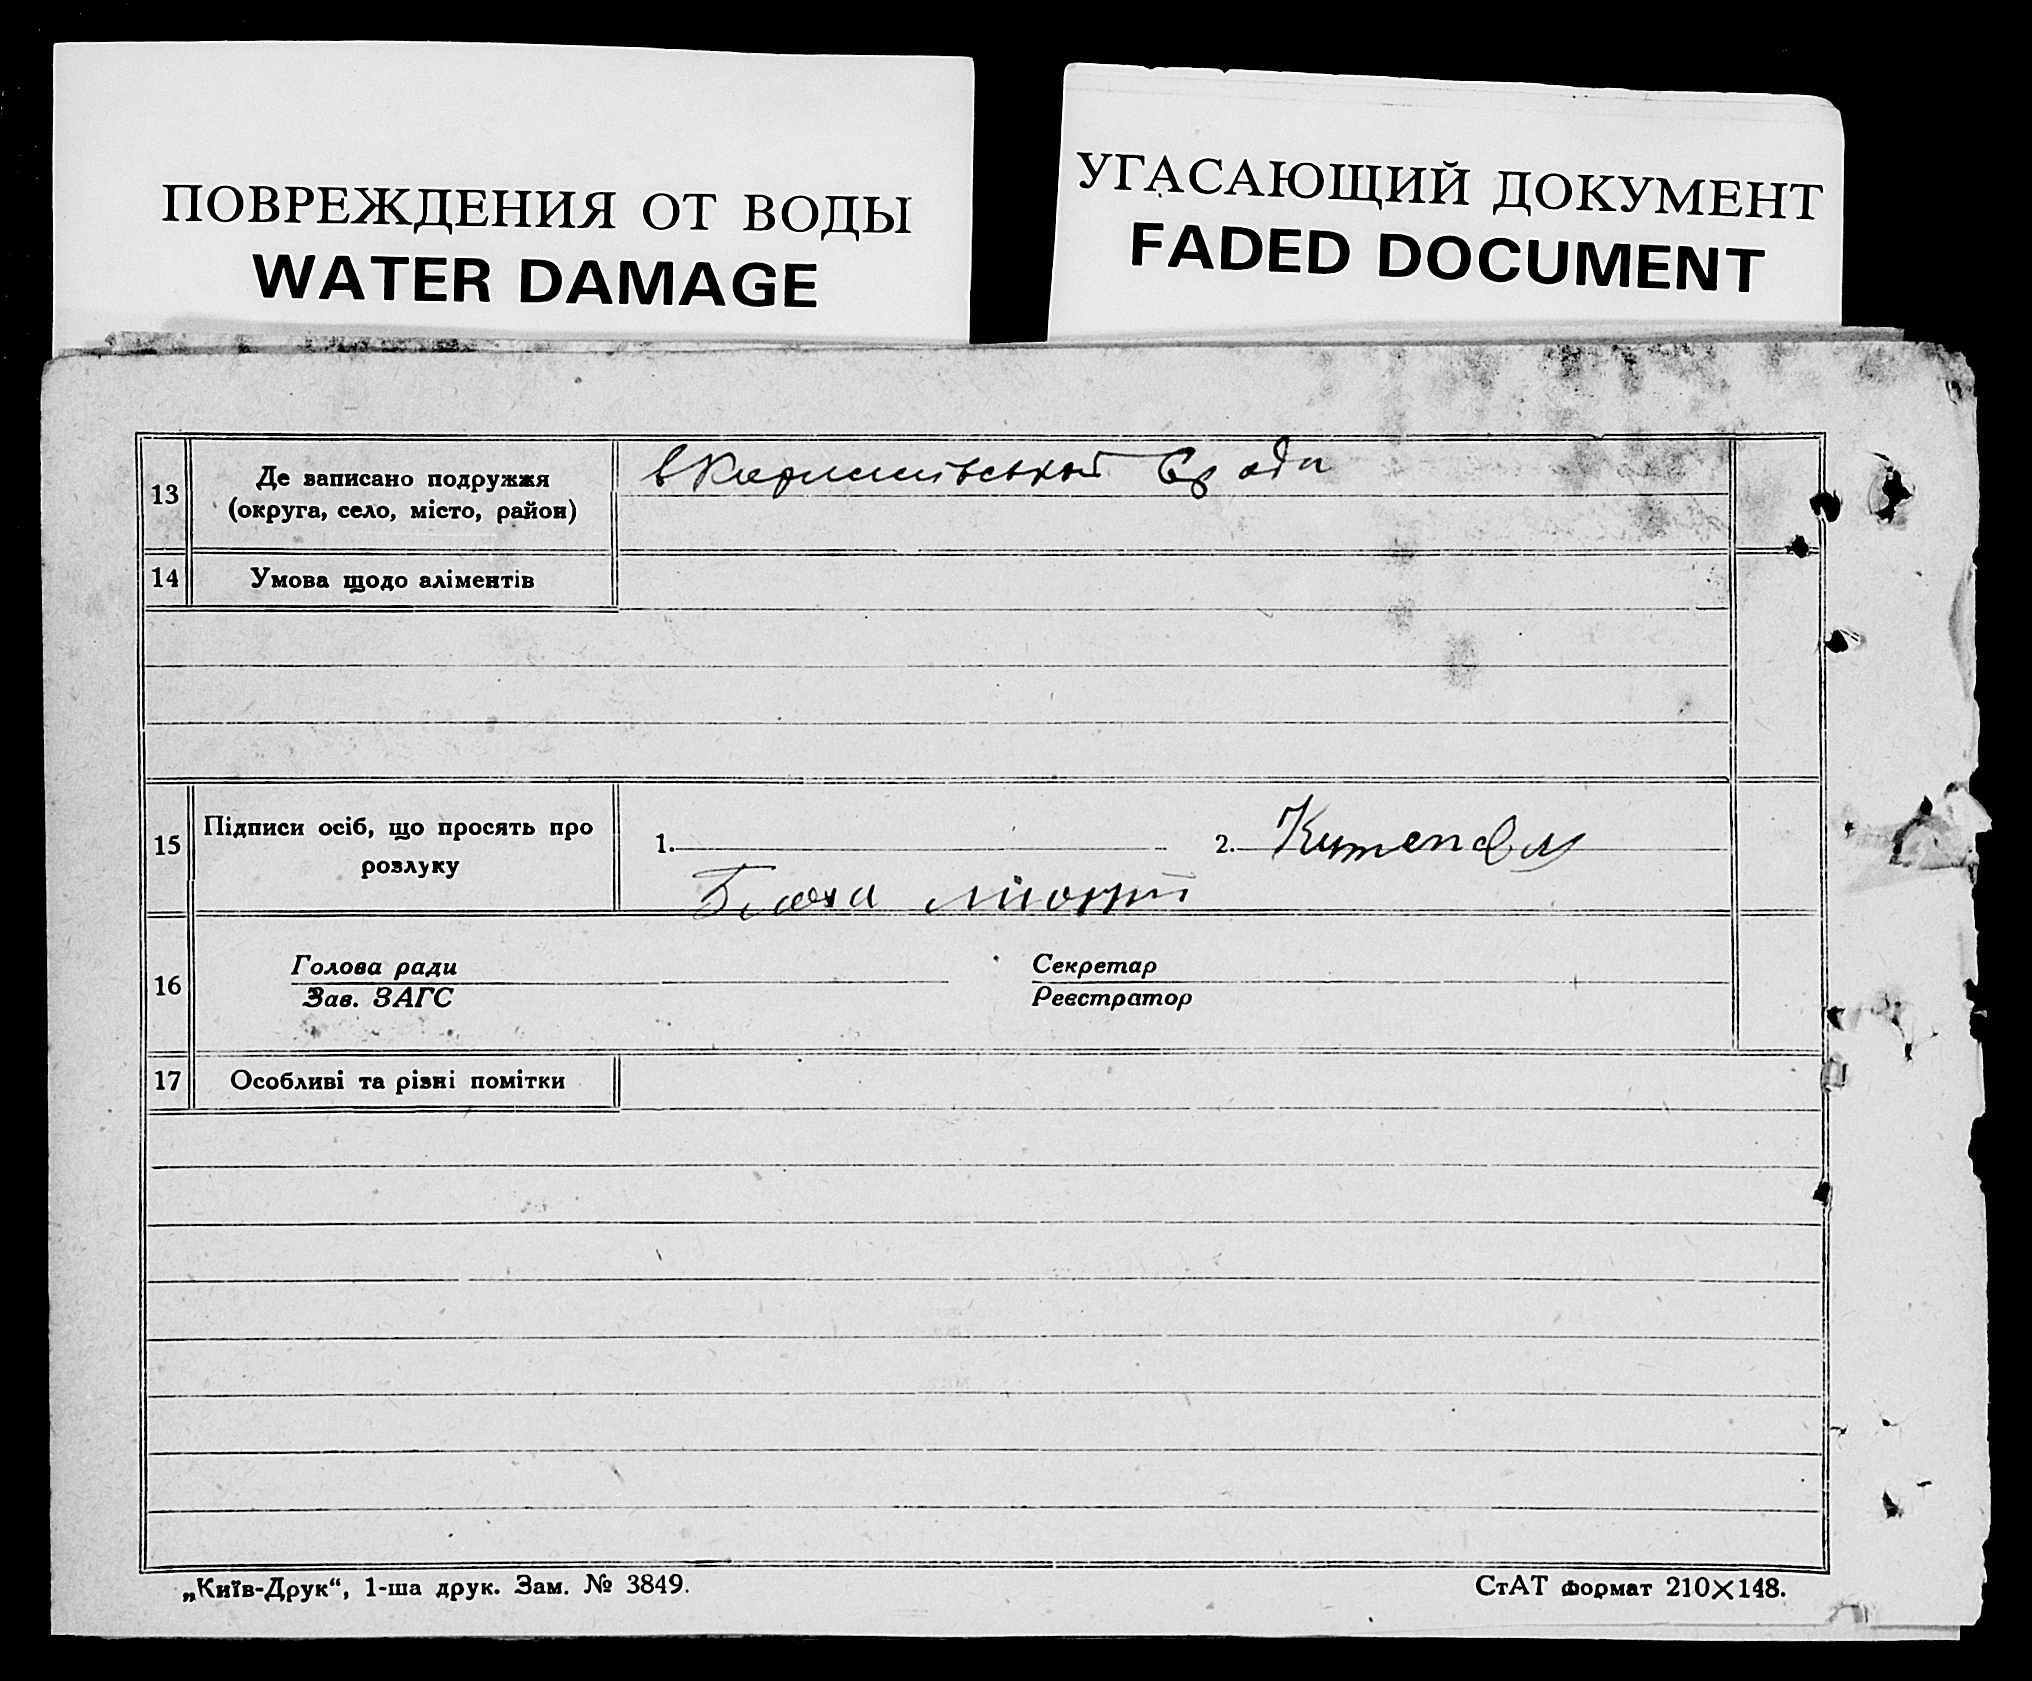 ПОВРЕЖДЕНИЯ ОТ ВОДЫ
WATER DAMAGE
УГАСАЮЩИЙ ДОКУМЕНТ
FADED DOCUMENT
13
Де записано подружжя
(округа, село, місто, район)
в
14
Умова щодо аліментів
15
Підписи осіб, що просять про
розлуку
1.
2.
16
Голова ради
Зав. ЗАГС
Секретар
Реєстратор
17
Особливі та різні помітки
„Київ-Друк“, 1-ша друк. Зам. № 3849.
СтАТ формат 210×148.